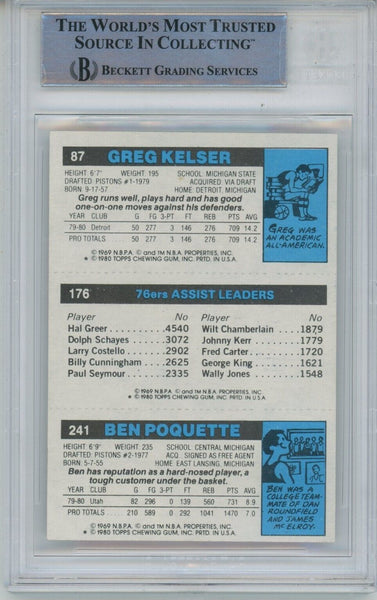 THE WORLD'S MOST TRUSTED
SOURCE IN COLLECTING™
B BECKETT GRADING SERVICES
87 GREG KELSER
HEIGHT: 6'7" WEIGHT: 195 SCHOOL: MICHIGAN STATE
DRAFTED: PISTONS #1-1979 ACQUIRED: VIA DRAFT
BORN: 9-17-57 HOME: DETROIT, MICHIGAN
Greg runs well, plays hard and has good
one-on-one moves against his defenders.
YEAR CLUB G FG 3-PT FT REB PTS AVG
79-80 Detroit 50 277 3 146 276 709 14.2
PRO TOTALS 50 277 ••3 146 276 709 14.2
© 1969 N.B.P.A. © and TM N.B.A. PROPERTIES, INC.
* © 1980 TOPPS CHEWING GUM, INC. PRTD. IN U.S.A.
GREG WAS
AN ACADEMIC
ALL-AMERICAN.
176 76ers ASSIST LEADERS
Player No Player No
Hal Greer 4540 Wilt Chamberlain 1879
Dolph Schayes 3072 Johnny Kerr 1779
Larry Costello 2902 Fred Carter 1720
Billy Cunningham 2625 George King 1621
Paul Seymour 2335 Wally Jones 1548
© 1969 N.B.P.A. © and TM N.B.A. PROPERTIES, INC.
* © 1980 TOPPS CHEWING GUM, INC. PRTD. IN U.S.A.
241 BEN POQUETTE
HEIGHT: 6'9" WEIGHT: 235 SCHOOL: CENTRAL MICHIGAN
DRAFTED: PISTONS #2-1977 ACQ.: SIGNED AS FREE AGENT
BORN: 5-7-55 HOME: EAST LANSING, MICHIGAN
Ben has reputation as a hard-nosed player, a
tough customer under the basket.
YEAR CLUB G FG 3-PT FT REB PTS AVG
79-80 Utah 82 296 ••0 139 560 731 8.9
PRO TOTALS 210 589 ••0 292 1041 1470 7.0
© 1969 N.B.P.A. © and TM N.B.A. PROPERTIES, INC.
* © 1980 TOPPS CHEWING GUM, INC. PRTD. IN U.S.A.
BEN WAS A
COLLEGE TEAM-
MATE OF DAN
ROUNDFIELD
AND JAMES
McELROY.